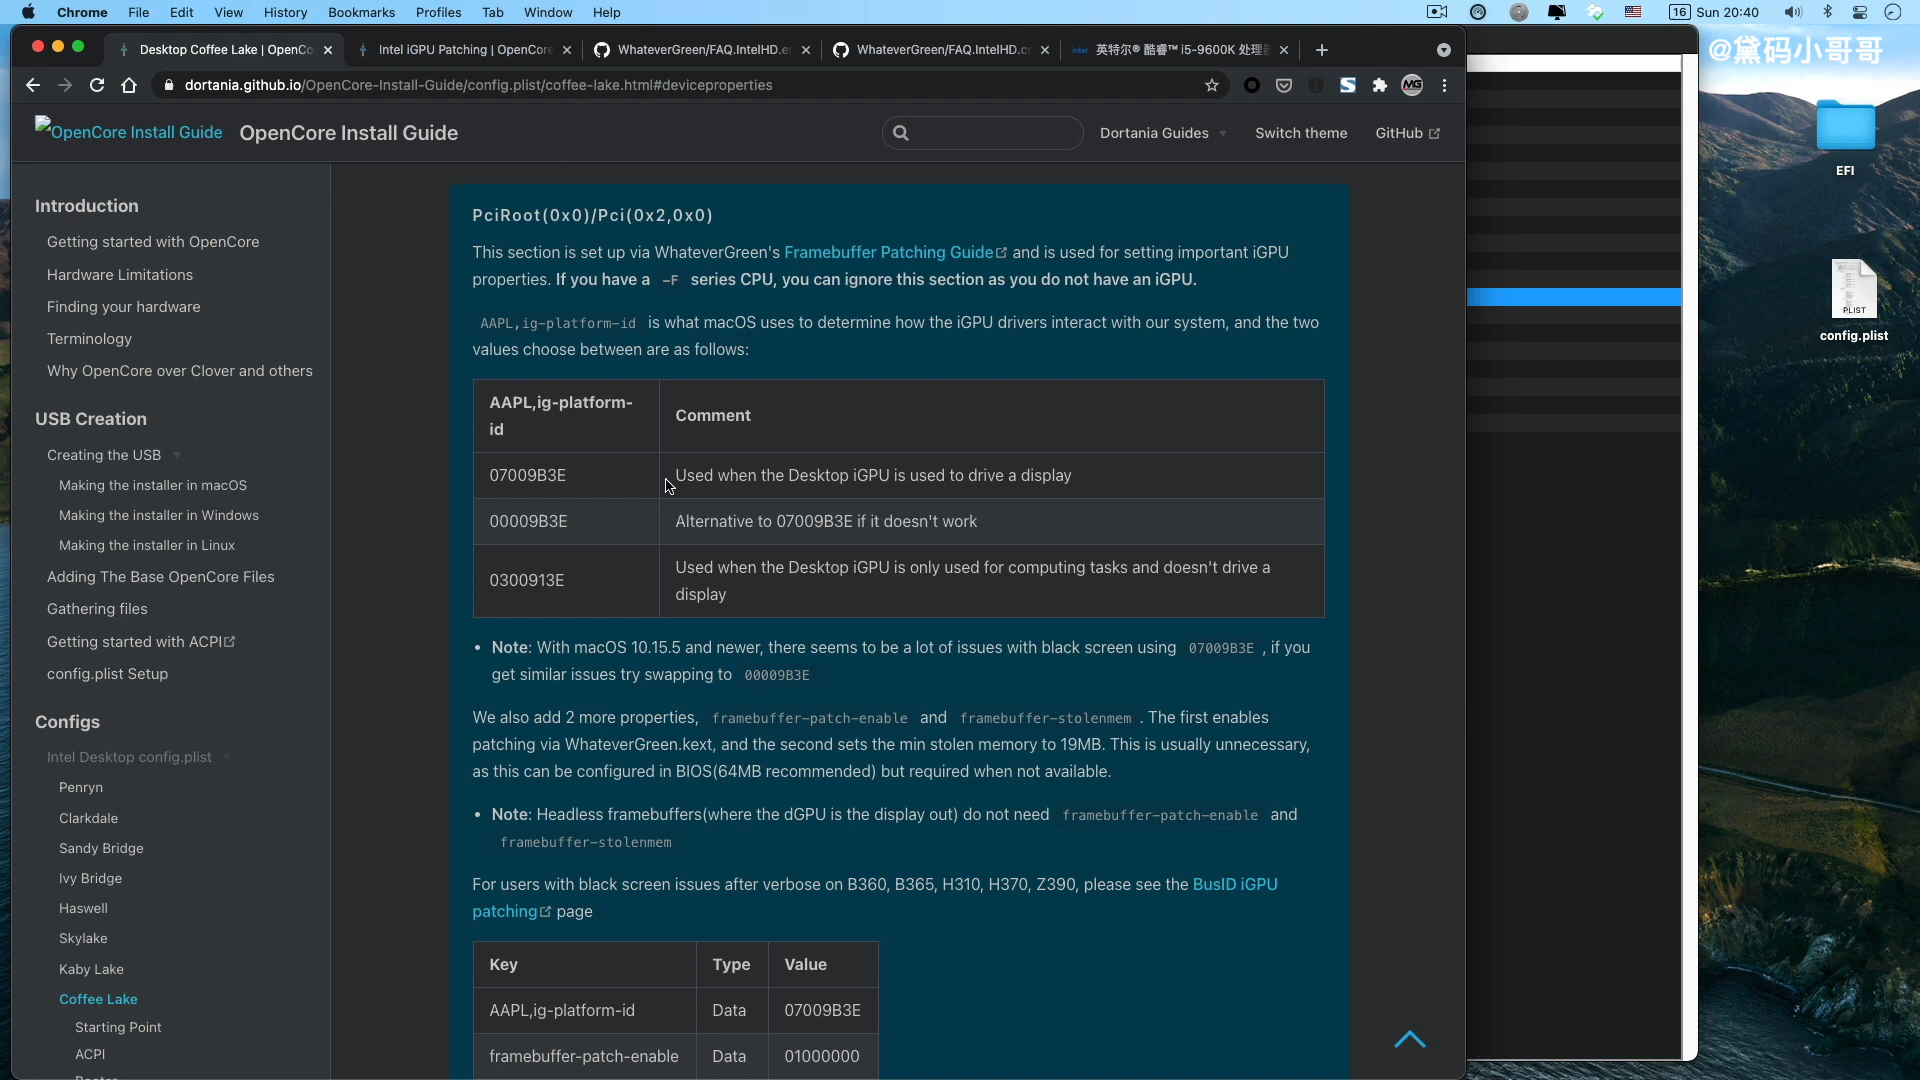 Chrome File Edit View History Bookmarks Profiles Tab Window Help 16 Sun 20:40
Desktop Coffee Lake | OpenCo
Intel iGPU Patching | OpenCore
WhateverGreen/FAQ.IntelHD.en
WhateverGreen/FAQ.IntelHD.cn
intel 英特尔® 酷睿™ i5-9600K 处理器
@黛码小哥哥
dortania.github.io/OpenCore-Install-Guide/config.plist/coffee-lake.html#deviceproperties
MG
OpenCore Install Guide OpenCore Install Guide
Dortania Guides Switch theme GitHub
EFI
PLIST
config.plist
Introduction
Getting started with OpenCore
Hardware Limitations
Finding your hardware
Terminology
Why OpenCore over Clover and others
USB Creation
Creating the USB
Making the installer in macOS
Making the installer in Windows
Making the installer in Linux
Adding The Base OpenCore Files
Gathering files
Getting started with ACPI
config.plist Setup
Configs
Intel Desktop config.plist
Penryn
Clarkdale
Sandy Bridge
Ivy Bridge
Haswell
Skylake
Kaby Lake
Coffee Lake
Starting Point
ACPI
PciRoot(0x0)/Pci(0x2,0x0)
This section is set up via WhateverGreen's Framebuffer Patching Guide and is used for setting important iGPU
properties. If you have a -F series CPU, you can ignore this section as you do not have an iGPU.
AAPL,ig-platform-id is what macOS uses to determine how the iGPU drivers interact with our system, and the two
values choose between are as follows:
AAPL,ig-platform-
id
Comment
07009B3E Used when the Desktop iGPU is used to drive a display
00009B3E Alternative to 07009B3E if it doesn't work
0300913E Used when the Desktop iGPU is only used for computing tasks and doesn't drive a
display
• Note: With macOS 10.15.5 and newer, there seems to be a lot of issues with black screen using 07009B3E , if you
get similar issues try swapping to 00009B3E
We also add 2 more properties, framebuffer-patch-enable and framebuffer-stolenmem . The first enables
patching via WhateverGreen.kext, and the second sets the min stolen memory to 19MB. This is usually unnecessary,
as this can be configured in BIOS(64MB recommended) but required when not available.
• Note: Headless framebuffers(where the dGPU is the display out) do not need framebuffer-patch-enable and
framebuffer-stolenmem
For users with black screen issues after verbose on B360, B365, H310, H370, Z390, please see the BusID iGPU
patching page
Key Type Value
AAPL,ig-platform-id Data 07009B3E
framebuffer-patch-enable Data 01000000